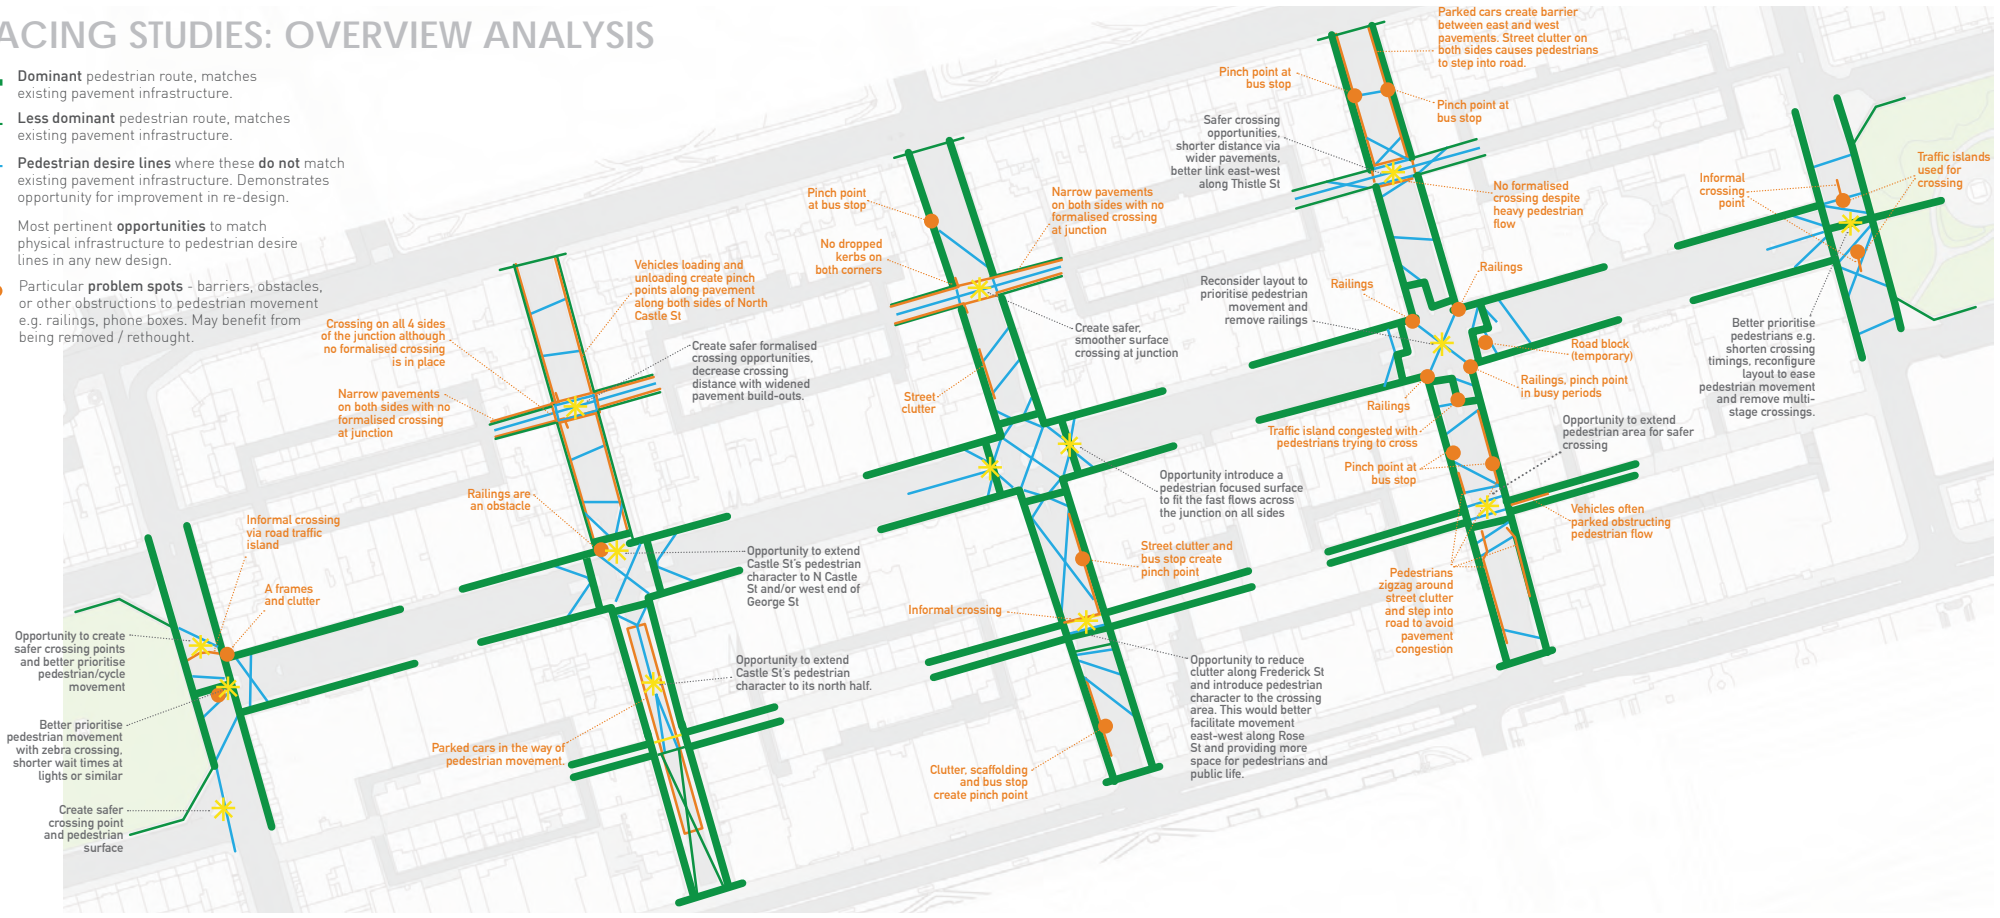 ACING STUDIES: OVERVIEW ANALYSIS
Dominant pedestrian route, matches
existing pavement infrastructure.
Less dominant pedestrian route, matches
existing pavement infrastructure.
Pedestrian desire lines where these do not match
existing pavement infrastructure. Demonstrates
opportunity for improvement in re-design.
Most pertinent opportunities to match
physical infrastructure to pedestrian desire
lines in any new design.
Particular problem spots - barriers, obstacles,
or other obstructions to pedestrian movement
e.g. railings, phone boxes. May benefit from
being removed / rethought.
Crossing on all 4 sides
of the junction although
no formalised crossing
is in place
Narrow pavements
on both sides with no
formalised crossing
at junction
Vehicles loading and
unloading create pinch
points along pavement
along both sides of North
Castle St
Create safer formalised
crossing opportunities,
decrease crossing
distance with widened
pavement build-outs.
Railings are
an obstacle
Informal crossing
via road traffic
island
A frames
and clutter
Opportunity to create
safer crossing points
and better prioritise
pedestrian/cycle
movement
Better prioritise
pedestrian movement
with zebra crossing,
shorter wait times at
lights or similar
Create safer
crossing point
and pedestrian
surface
Opportunity to extend
Castle St's pedestrian
character to N Castle
St and/or west end of
George St
Opportunity to extend
Castle St's pedestrian
character to its north half.
Parked cars in the way of
pedestrian movement.
Pinch point
at bus stop
No dropped
kerbs on
both corners
Narrow pavements
on both sides with no
formalised crossing
at junction
Create safer,
smoother surface
crossing at junction
Street
clutter
Opportunity introduce a
pedestrian focused surface
to fit the fast flows across
the junction on all sides
Street clutter and
bus stop create
pinch point
Informal crossing
Opportunity to reduce
clutter along Frederick St
and introduce pedestrian
character to the crossing
area. This would better
facilitate movement
east-west along Rose
St and providing more
space for pedestrians and
public life.
Clutter, scaffolding
and bus stop
create pinch point
Parked cars create barrier
between east and west
pavements. Street clutter on
both sides causes pedestrians
to step into road.
Pinch point at
bus stop
Pinch point at
bus stop
Safer crossing
opportunities,
shorter distance via
wider pavements,
better link east-west
along Thistle St
No formalised
crossing despite
heavy pedestrian
flow
Reconsider layout to
prioritise pedestrian
movement and
remove railings
Railings
Railings
Road block
(temporary)
Railings, pinch point
in busy periods
Railings
Traffic island congested with
pedestrians trying to cross
Pinch point at
bus stop
Opportunity to extend
pedestrian area for safer
crossing
Vehicles often
parked obstructing
pedestrian flow
Pedestrians
zigzag around
street clutter
and step into
road to avoid
pavement
congestion
Informal
crossing
point
Traffic islands
used for
crossing
Better prioritise
pedestrians e.g.
shorten crossing
timings, reconfigure
layout to ease
pedestrian movement
and remove multi-
stage crossings.